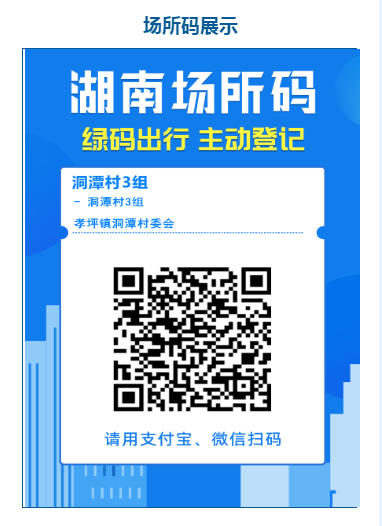 场所码展示
湖南场所码
绿码出行 主动登记
洞潭村3组
- 洞潭村3组
孝坪镇洞潭村委会
请用支付宝、微信扫码